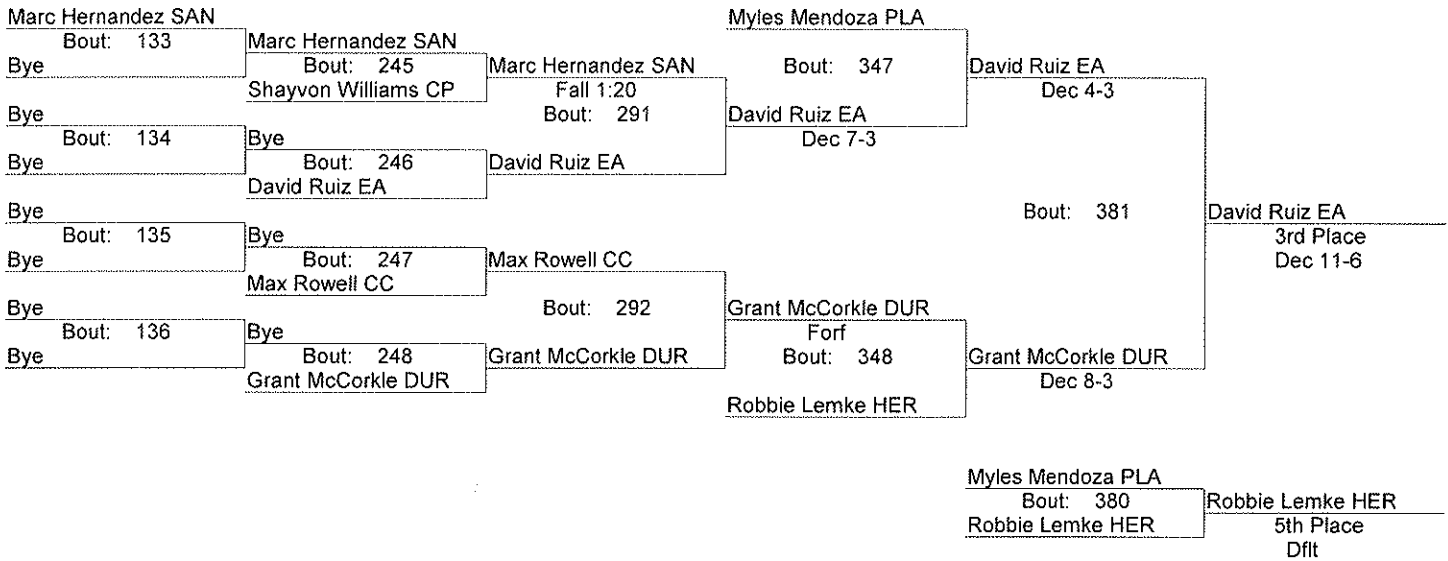 Marc Hernandez SAN
Bout: 133
Bye
Bye
Bout: 134
Bye
Bye
Bout: 135
Bye
Bye
Bout: 136
Bye
Marc Hernandez SAN
Bout: 245
Shayvon Williams CP
Bye
Bout: 246
David Ruiz EA
Bye
Bout: 247
Max Rowell CC
Bye
Bout: 248
Grant McCorkle DUR
Marc Hernandez SAN
Fall 1:20
Bout: 291
David Ruiz EA
Max Rowell CC
Bout: 292
Grant McCorkle DUR
Myles Mendoza PLA
Bout: 347
David Ruiz EA
Dec 7-3
Grant McCorkle DUR
Forf
Bout: 348
Robbie Lemke HER
David Ruiz EA
Dec 4-3
Bout: 381
Grant McCorkle DUR
Dec 8-3
David Ruiz EA
3rd Place
Dec 11-6
Myles Mendoza PLA
Bout: 380
Robbie Lemke HER
Robbie Lemke HER
5th Place
Dflt